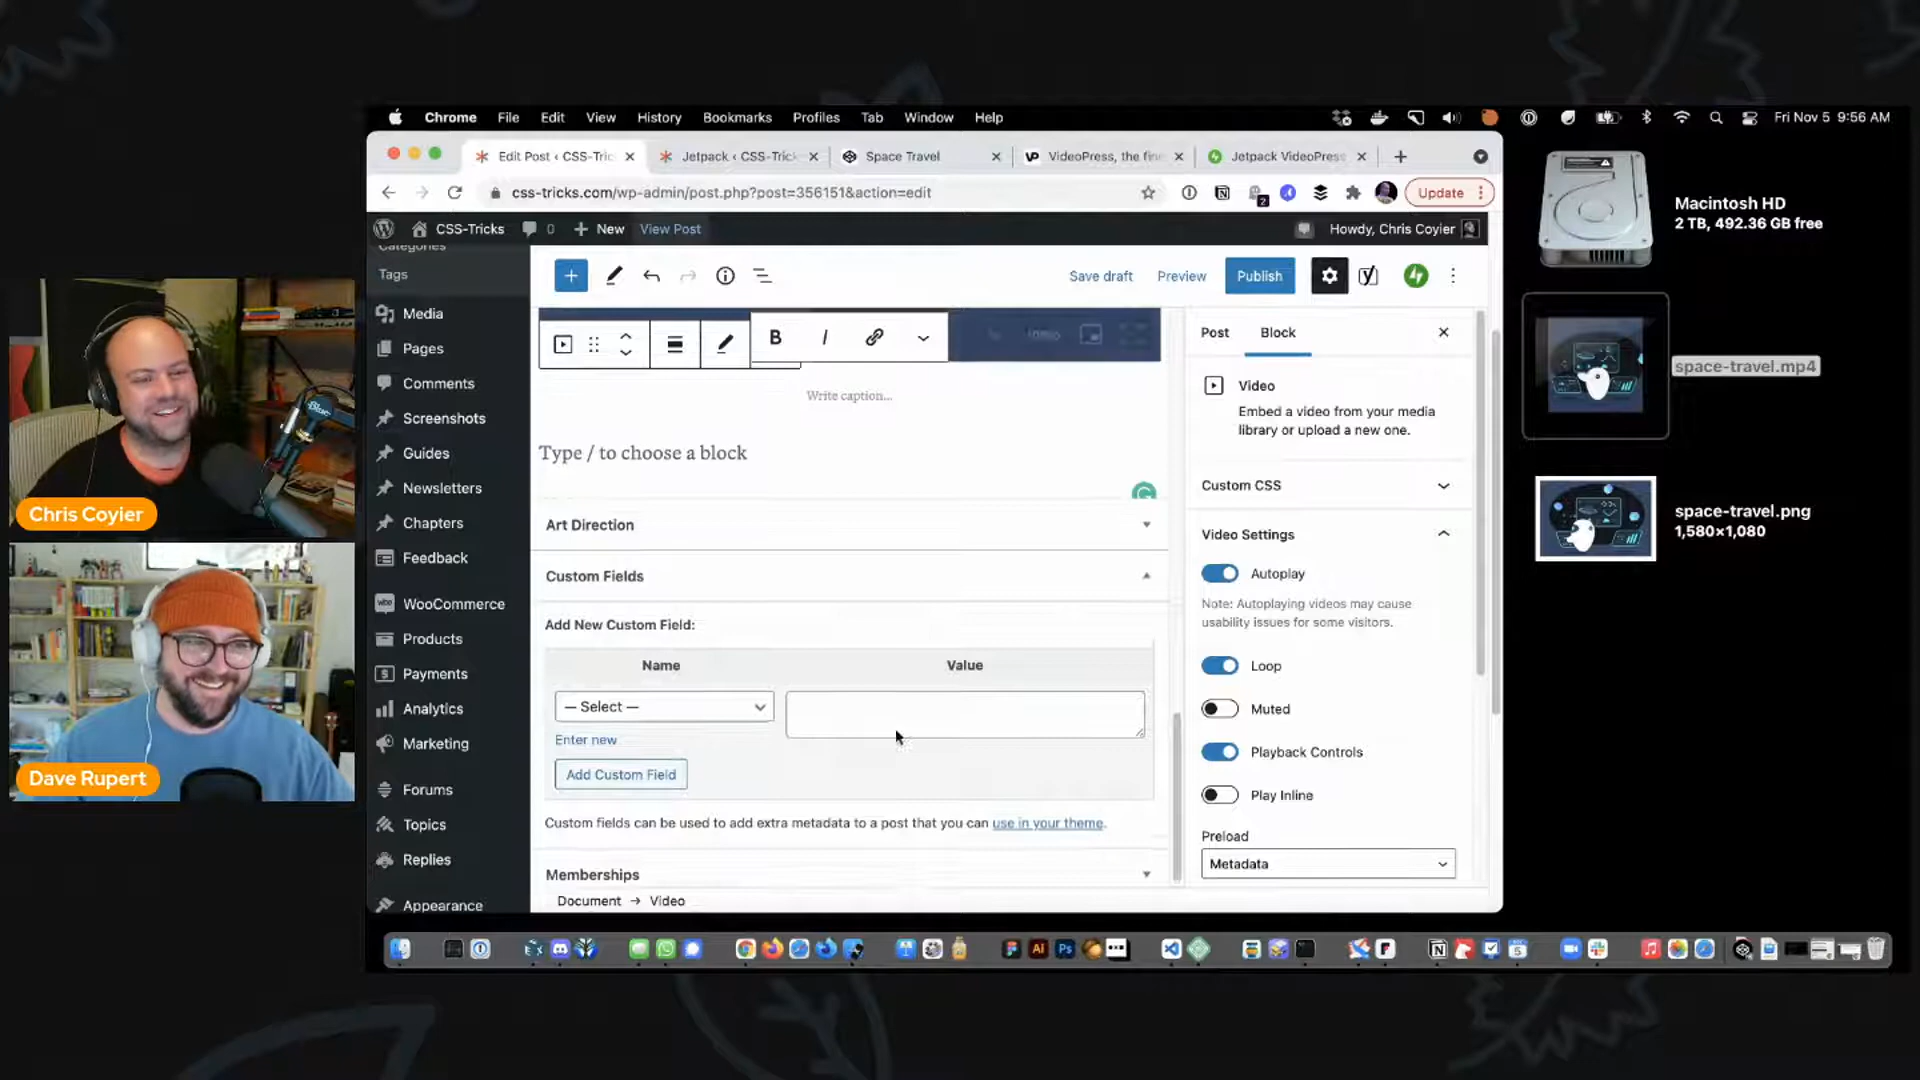 Chrome File Edit View History Bookmarks Profiles Tab Window Help
Fri Nov 5 9:56 AM
Edit Post ‹ CSS-Tric
Jetpack ‹ CSS-Trick
Space Travel
VP VideoPress, the fine
Jetpack VideoPress
css-tricks.com/wp-admin/post.php?post=356151&action=edit
2
Update
CSS-Tricks 0 New View Post
Howdy, Chris Coyier
Categories
Tags
Media
Pages
Comments
Screenshots
Guides
Newsletters
Chapters
Feedback
WooCommerce
Products
Payments
Analytics
Marketing
Forums
Topics
Replies
Appearance
Save draft Preview Publish
B I
Write caption...
Type / to choose a block
Art Direction
Custom Fields
Add New Custom Field:
Name Value
— Select —
Enter new
Add Custom Field
Custom fields can be used to add extra metadata to a post that you can use in your theme.
Memberships
Document → Video
Post Block
Video
Embed a video from your media
library or upload a new one.
Custom CSS
Video Settings
Autoplay
Note: Autoplaying videos may cause
usability issues for some visitors.
Loop
Muted
Playback Controls
Play Inline
Preload
Metadata
Macintosh HD
2 TB, 492.36 GB free
space-travel.mp4
space-travel.png
1,580×1,080
Chris Coyier
Blue
Dave Rupert
Ai Ps